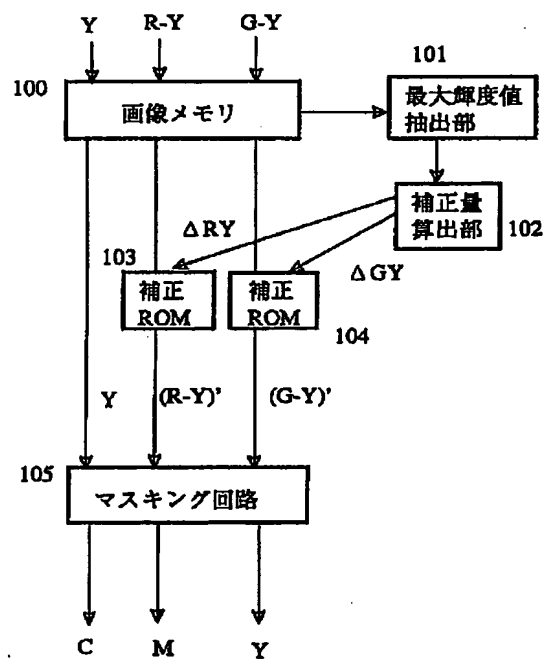 Y R-Y G-Y
101
100
画像メモリ
最大輝度値
抽出部
補正量
算出部
102
ΔRY
ΔGY
103
補正
ROM
補正
ROM
104
Y (R-Y)' (G-Y)'
105
マスキング回路
C M Y